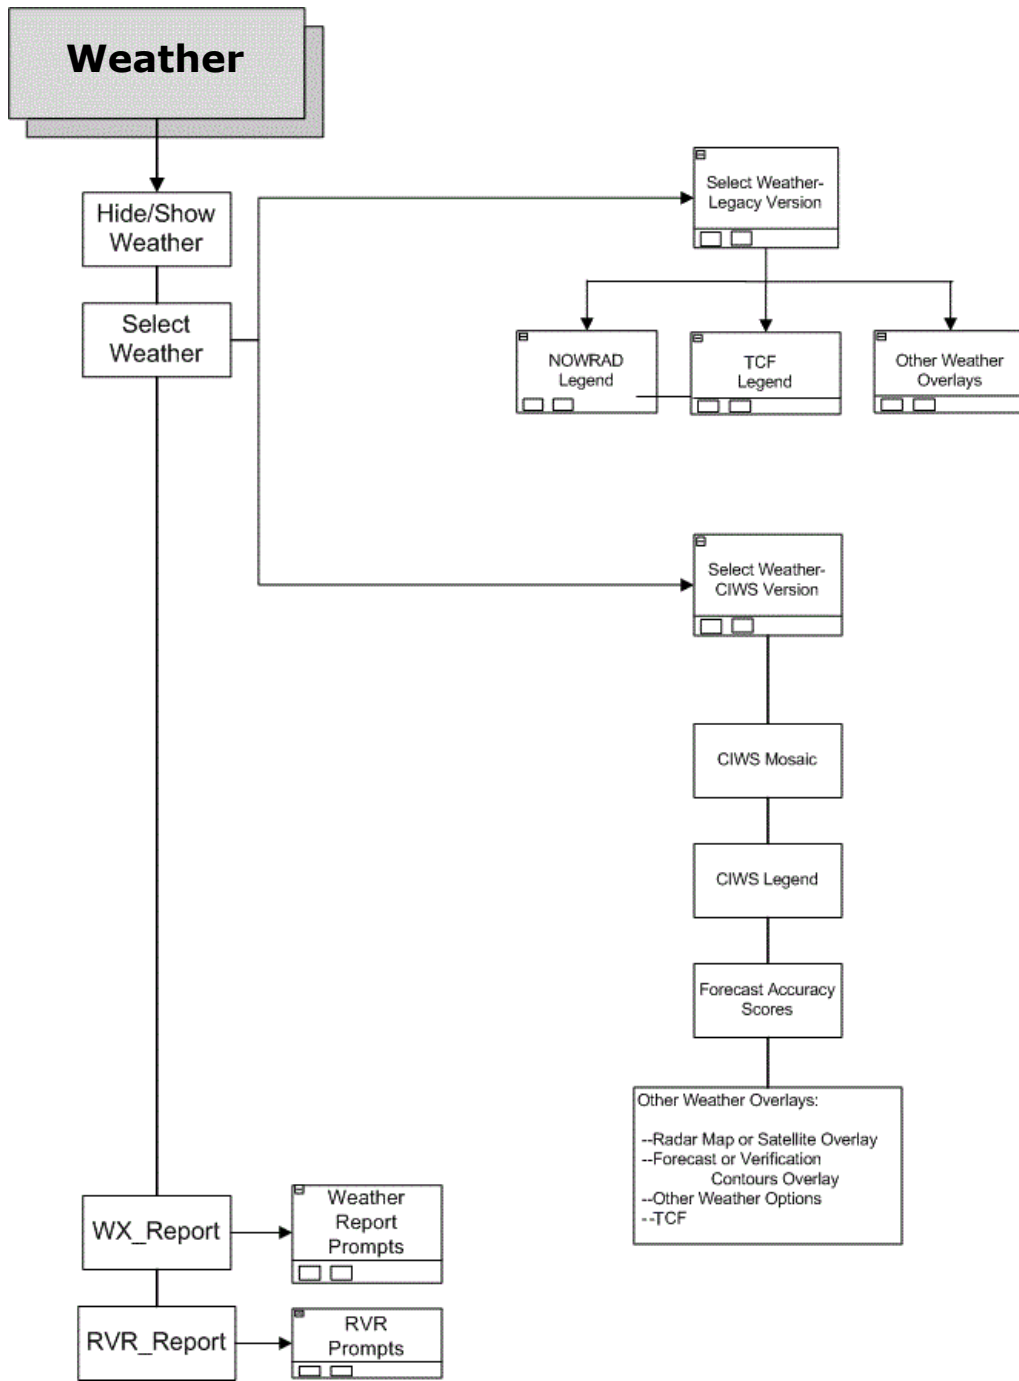 Weather
Hide/Show
Weather
Select
Weather
Select Weather-
Legacy Version
NOWRAD
Legend
TCF
Legend
Other Weather
Overlays
Select Weather-
CIWS Version
CIWS Mosaic
CIWS Legend
Forecast Accuracy
Scores
Other Weather Overlays:
--Radar Map or Satellite Overlay
--Forecast or Verification
Contours Overlay
--Other Weather Options
--TCF
WX_Report
Weather
Report
Prompts
RVR_Report
RVR
Prompts